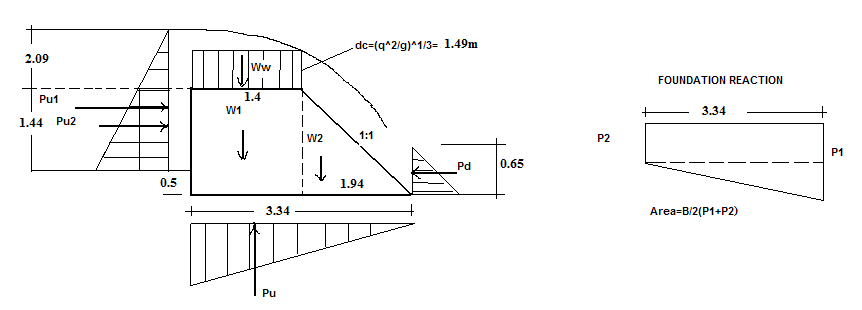 dc=(q^2/g)^1/3= 1.49m
2.09
Ww
FOUNDATION REACTION
Pu1
1.4
3.34
1.44 Pu2
W1
1:1
W2
P2
P1
Pd
0.65
0.5
1.94
3.34
Area=B/2(P1+P2)
Pu